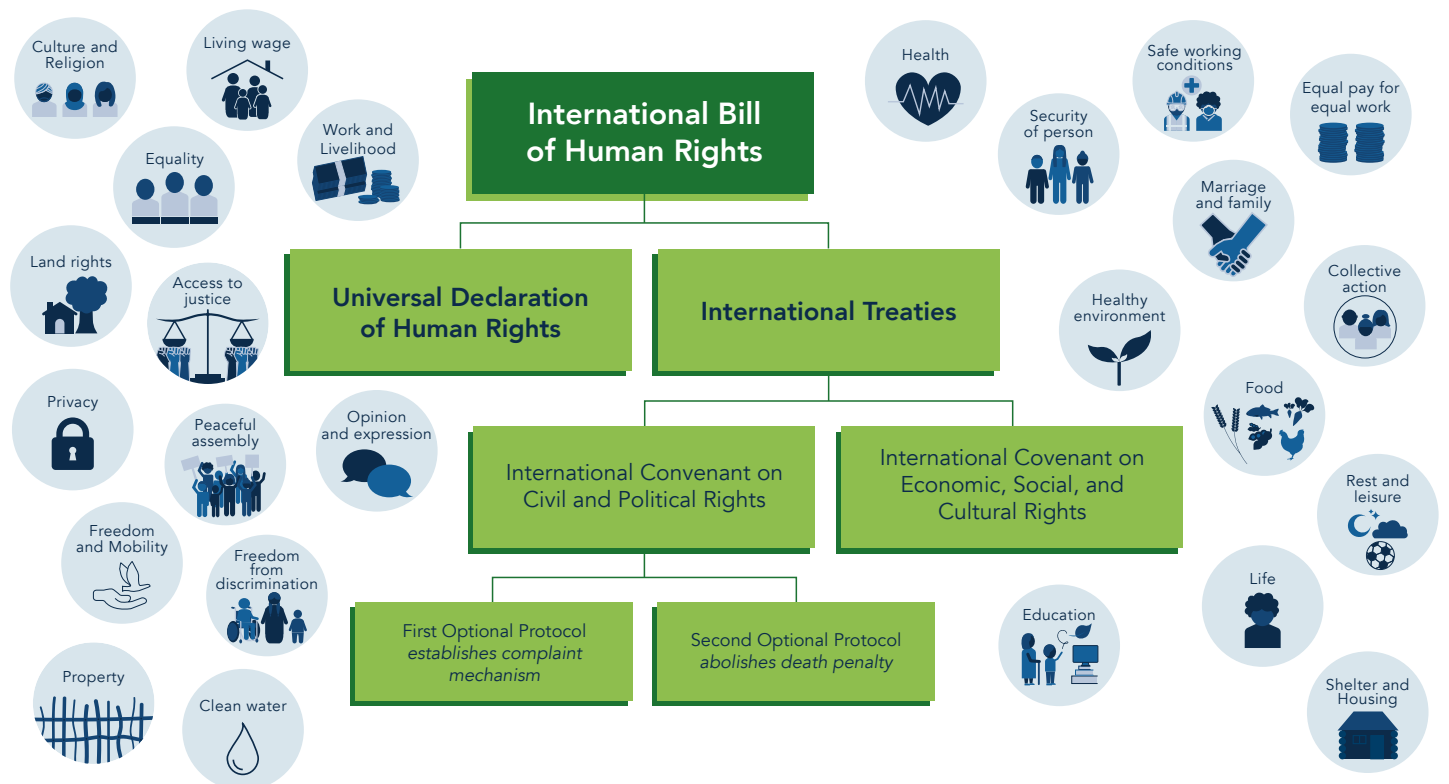 Culture and
Religion
Living wage
Work and
Livelihood
Equality
Land rights
Access to
justice
Privacy
Peaceful
assembly
Opinion
and expression
Freedom
and Mobility
Freedom
from
discrimination
Property
Clean water
International Bill
of Human Rights
Universal Declaration
of Human Rights
International Treaties
International Convenant on
Civil and Political Rights
International Covenant on
Economic, Social, and
Cultural Rights
First Optional Protocol
establishes complaint
mechanism
Second Optional Protocol
abolishes death penalty
Health
Security
of person
Safe working
conditions
Equal pay for
equal work
Marriage
and family
Healthy
environment
Collective
action
Food
Rest and
leisure
Life
Education
Shelter and
Housing